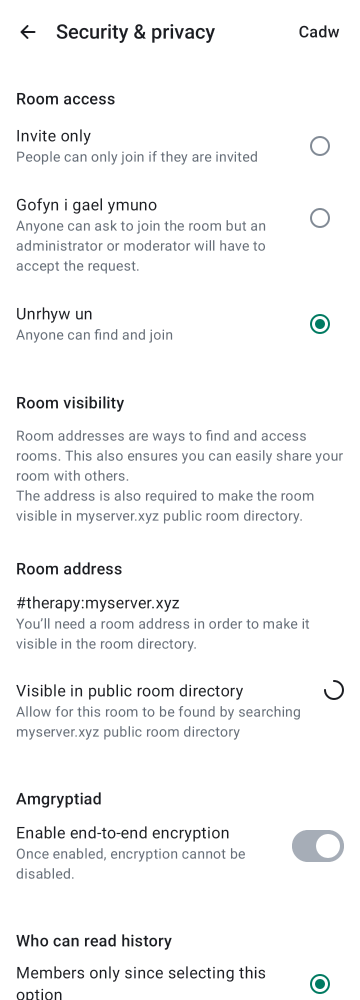 Security & privacy
Cadw
Room access
Invite only
People can only join if they are invited
Gofyn i gael ymuno
Anyone can ask to join the room but an
administrator or moderator will have to
accept the request.
Unrhyw un
Anyone can find and join
Room visibility
Room addresses are ways to find and access
rooms. This also ensures you can easily share your
room with others.
The address is also required to make the room
visible in myserver.xyz public room directory.
Room address
#therapy:myserver.xyz
You’ll need a room address in order to make it
visible in the room directory.
Visible in public room directory
Allow for this room to be found by searching
myserver.xyz public room directory
Amgryptiad
Enable end-to-end encryption
Once enabled, encryption cannot be
disabled.
Who can read history
Members only since selecting this
option